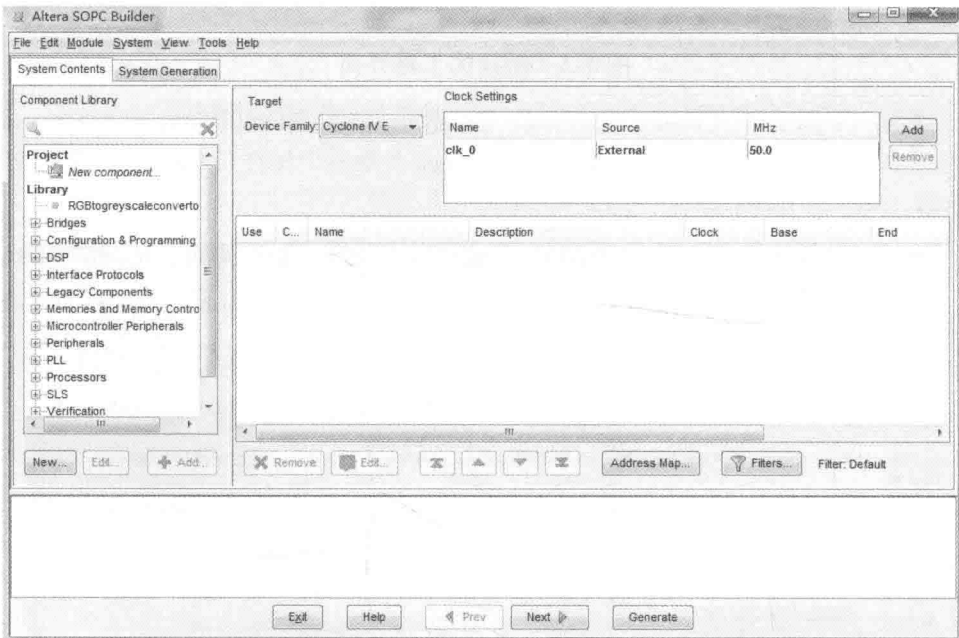 Altera SOPC Builder
File Edit Module System View Tools Help
System Contents System Generation
Component Library
Project
New component...
Library
RGBtogreyscaleconverto
Bridges
Configuration & Programming
DSP
Interface Protocols
Legacy Components
Memories and Memory Contro
Microcontroller Peripherals
Peripherals
PLL
Processors
SLS
Verification
New... Edit... Add...
Target
Device Family: Cyclone IV E
Clock Settings
Name Source MHz
clk_0 External 50.0
Add
Remove
Use C... Name Description Clock Base End
Remove Edit... Address Map... Filters... Filter: Default
Exit Help Prev Next Generate